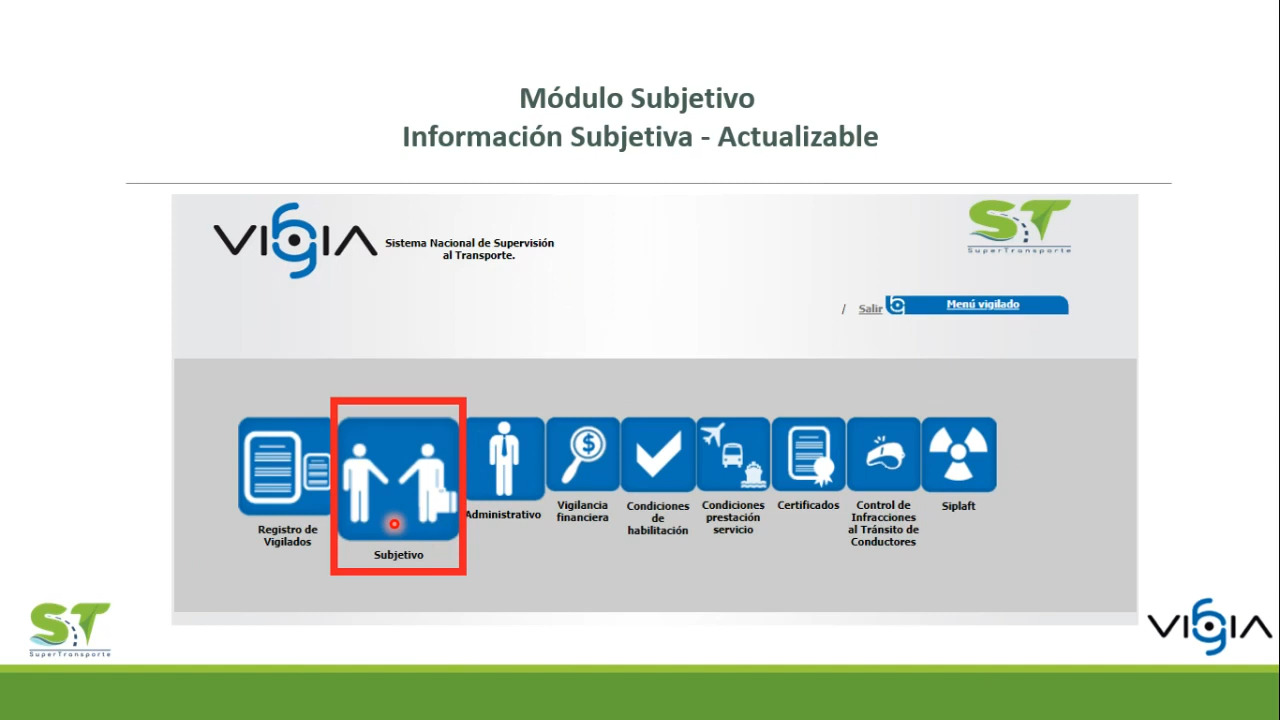 Módulo Subjetivo
Información Subjetiva - Actualizable
VIGIA
Sistema Nacional de Supervisión
al Transporte.
ST
SuperTransporte
/ Salir
Menú vigilado
Registro de
Vigilados
Subjetivo
Administrativo
Vigilancia
financiera
Condiciones
de
habilitación
Condiciones
prestación
servicio
Certificados
Control de
Infracciones
al Tránsito de
Conductores
Siplaft
ST
SuperTransporte
VIGIA